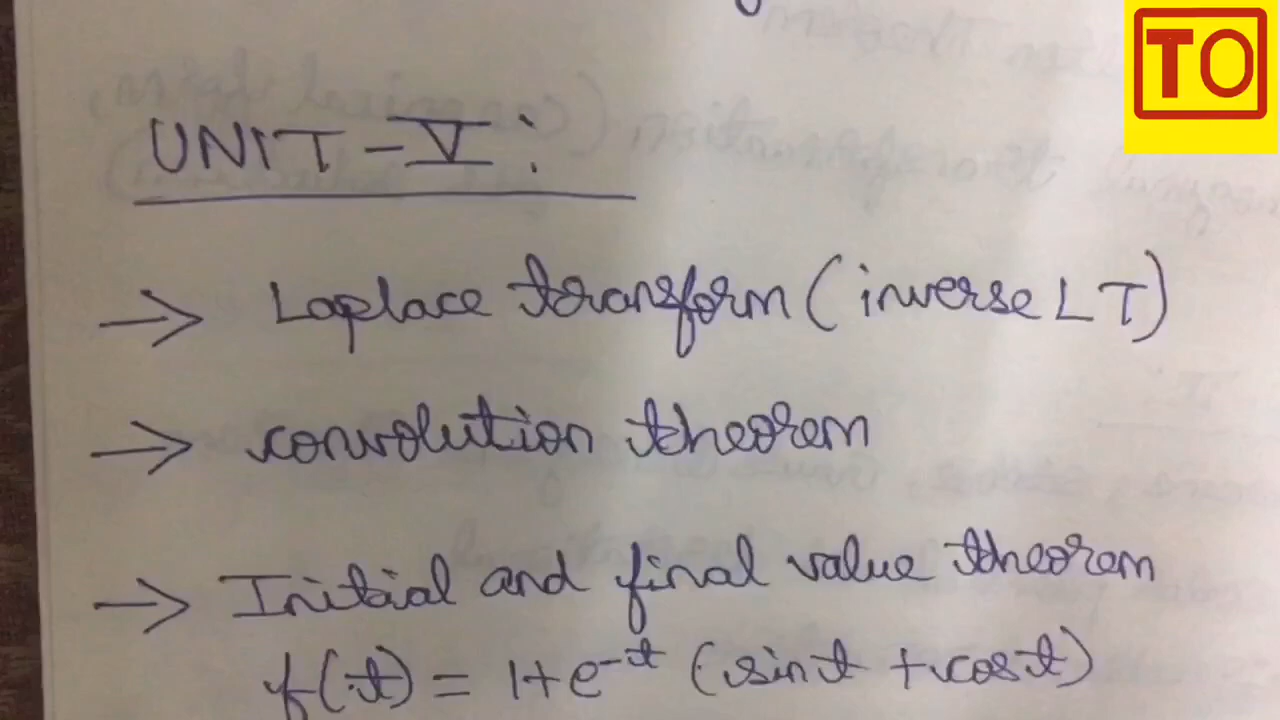 TO
UNIT-V:
→ Laplace transform (inverse LT)
→ convolution theorem
→ Initial and final value theorem
f(t) = 1+e^-t (sint + cost)